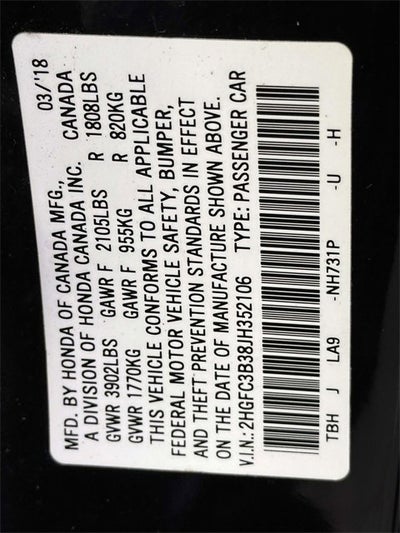 MFD. BY HONDA OF CANADA MFG., 03/'18
A DIVISION OF HONDA CANADA INC. CANADA
GVWR 3902LBS GAWR F 2105LBS R 1808LBS
GVWR 1770KG GAWR F 955KG R 820KG
THIS VEHICLE CONFORMS TO ALL APPLICABLE
FEDERAL MOTOR VEHICLE SAFETY, BUMPER,
AND THEFT PREVENTION STANDARDS IN EFFECT
ON THE DATE OF MANUFACTURE SHOWN ABOVE.
V.I.N.: 2HGFC3B38JH352106 TYPE: PASSENGER CAR
TBH J LA9 -NH731P -U -H